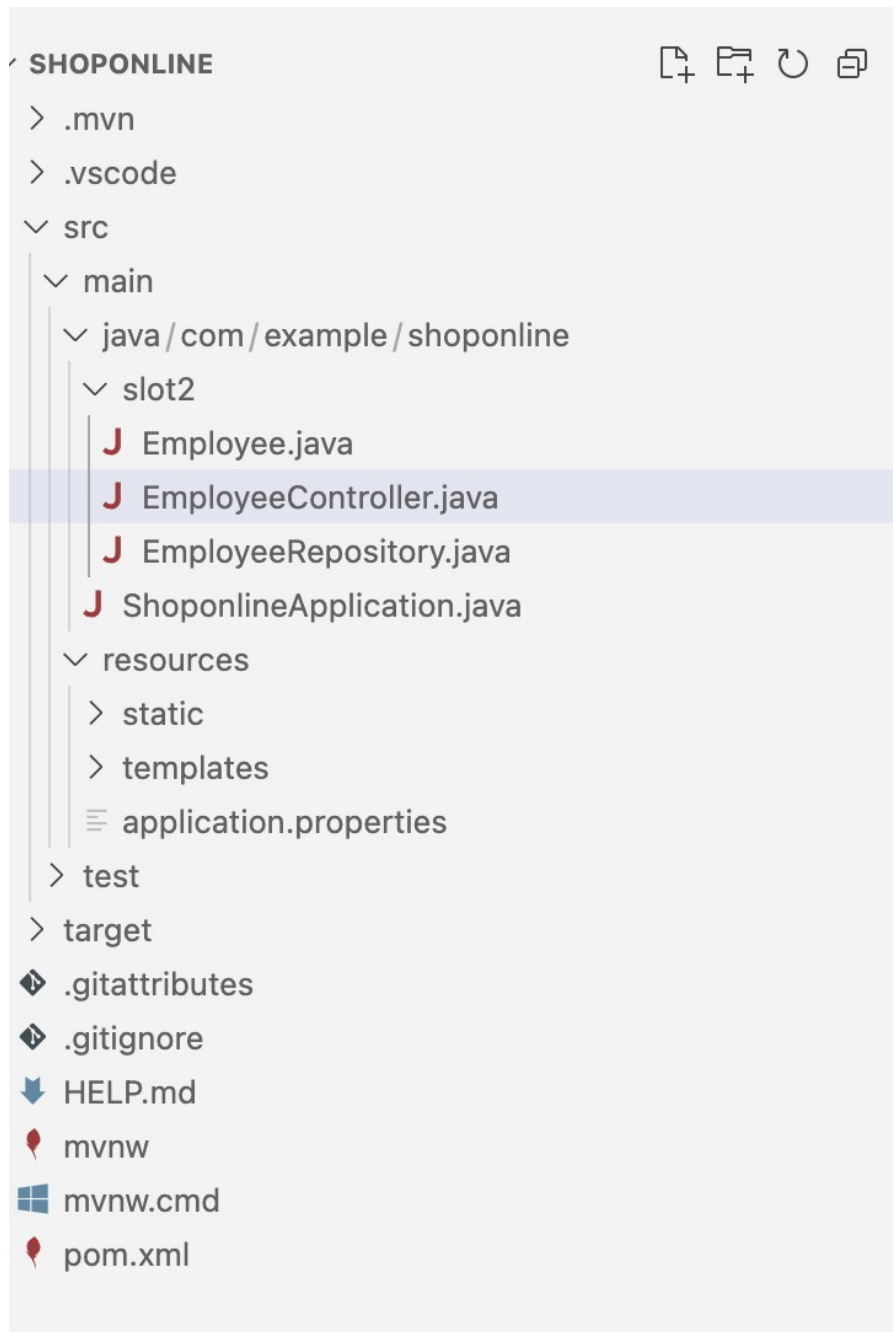 SHOPONLINE
.mvn
.vscode
src
main
java/com/example/shoponline
slot2
J Employee.java
J EmployeeController.java
J EmployeeRepository.java
J ShoponlineApplication.java
resources
static
templates
application.properties
test
target
.gitattributes
.gitignore
HELP.md
mvnw
mvnw.cmd
pom.xml